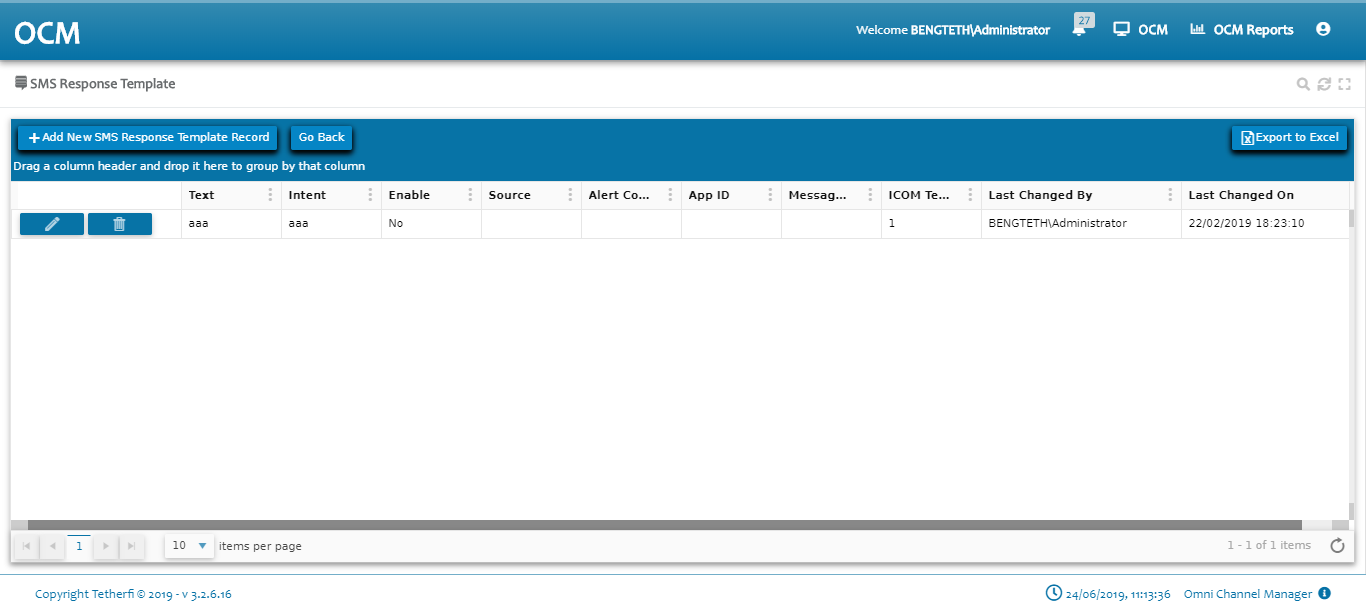 OCM
Welcome BENGTETH\Administrator 27 OCM OCM Reports
SMS Response Template
Add New SMS Response Template Record Go Back Export to Excel
Drag a column header and drop it here to group by that column
Text Intent Enable Source Alert Co... App ID Messag... ICOM Te... Last Changed By Last Changed On
aaa aaa No 1 BENGTETH\Administrator 22/02/2019 18:23:10
1 10 items per page 1 - 1 of 1 items
Copyright Tetherfi © 2019 - v 3.2.6.16 24/06/2019, 11:13:36 Omni Channel Manager